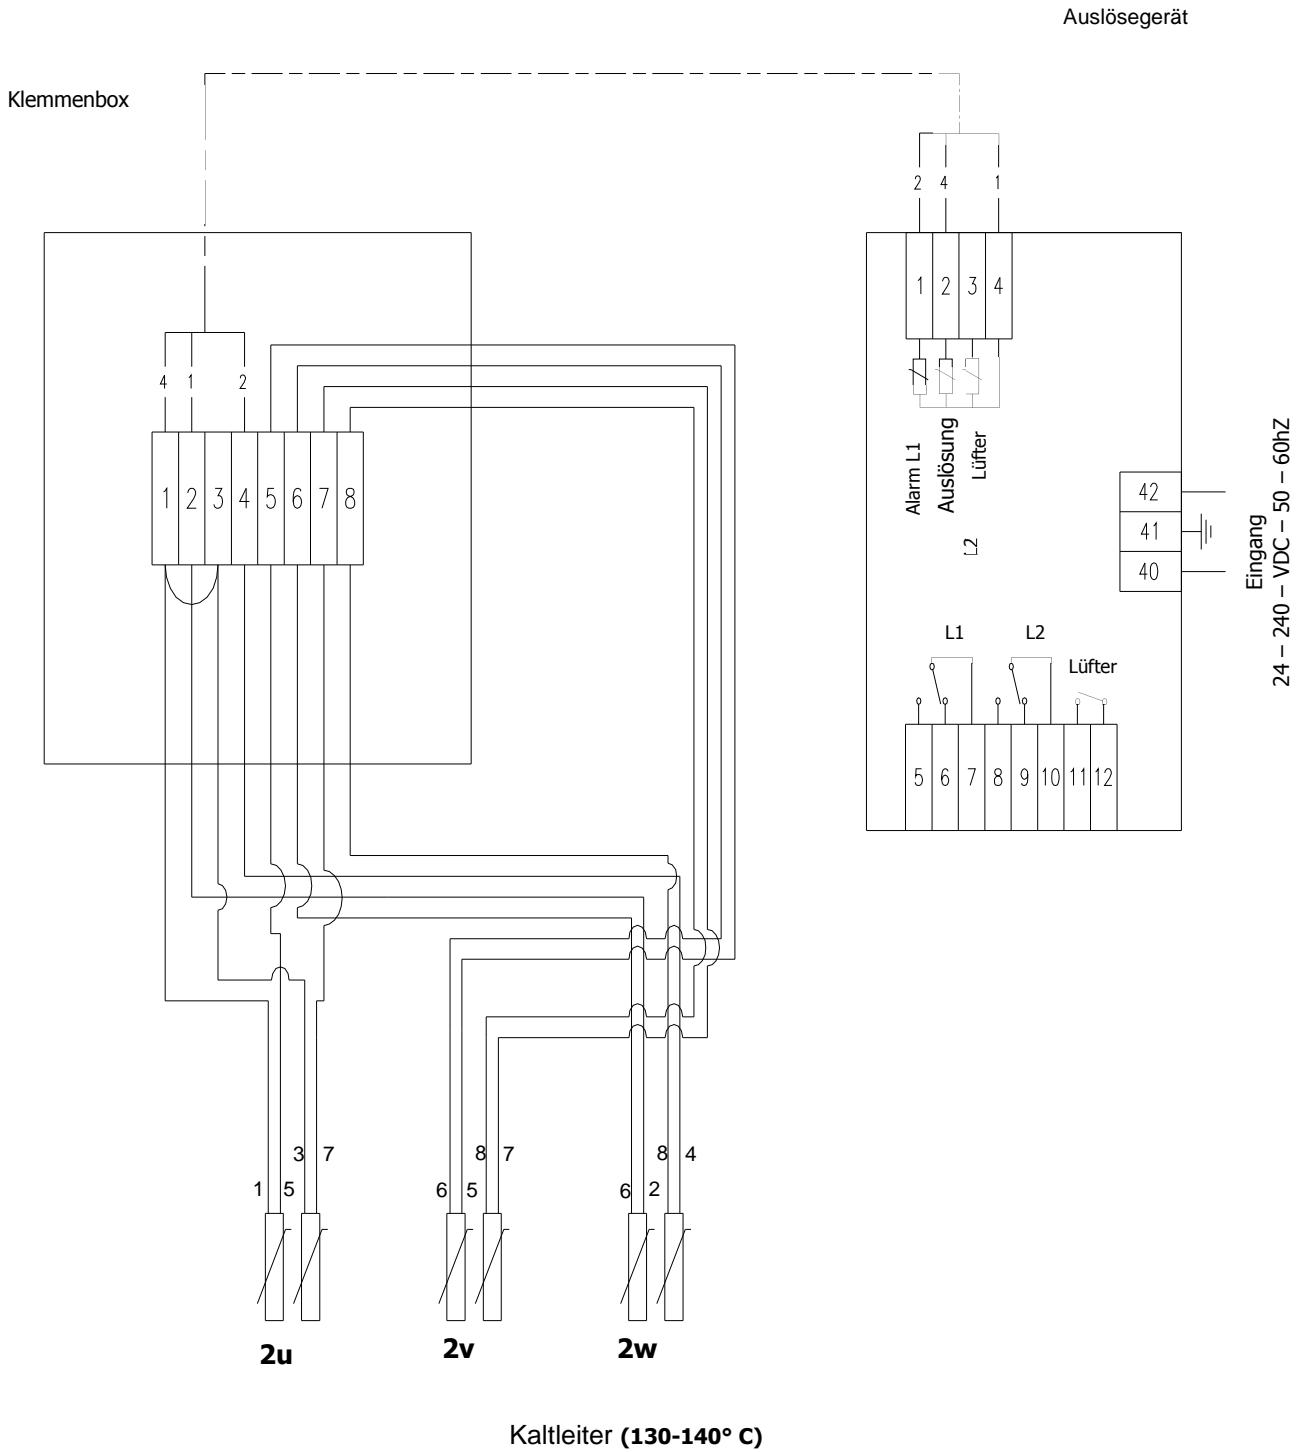 Auslösegerät
Klemmenbox
2 4 1
1 2 3 4
4 1 2
1 2 3 4 5 6 7 8
Alarm L1
Auslösung
Lüfter
L2
42
41
40
Eingang
24 – 240 – VDC – 50 – 60hZ
L1 L2
Lüfter
5 6 7 8 9 10 11 12
3 7 8 7 8 4
1 5 6 5 6 2
2u 2v 2w
Kaltleiter (130-140° C)